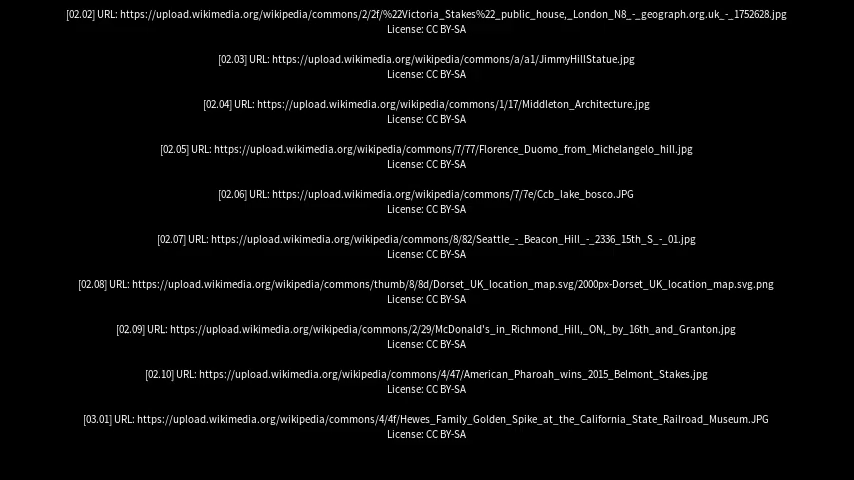 [02.02] URL: https://upload.wikimedia.org/wikipedia/commons/2/2f/%22Victoria_Stakes%22_public_house,_London_N8_-_geograph.org.uk_-_1752628.jpg
License: CC BY-SA
[02.03] URL: https://upload.wikimedia.org/wikipedia/commons/a/a1/JimmyHillStatue.jpg
License: CC BY-SA
[02.04] URL: https://upload.wikimedia.org/wikipedia/commons/1/17/Middleton_Architecture.jpg
License: CC BY-SA
[02.05] URL: https://upload.wikimedia.org/wikipedia/commons/7/77/Florence_Duomo_from_Michelangelo_hill.jpg
License: CC BY-SA
[02.06] URL: https://upload.wikimedia.org/wikipedia/commons/7/7e/Ccb_lake_bosco.JPG
License: CC BY-SA
[02.07] URL: https://upload.wikimedia.org/wikipedia/commons/8/82/Seattle_-_Beacon_Hill_-_2336_15th_S_-_01.jpg
License: CC BY-SA
[02.08] URL: https://upload.wikimedia.org/wikipedia/commons/thumb/8/8d/Dorset_UK_location_map.svg/2000px-Dorset_UK_location_map.svg.png
License: CC BY-SA
[02.09] URL: https://upload.wikimedia.org/wikipedia/commons/2/29/McDonald's_in_Richmond_Hill,_ON,_by_16th_and_Granton.jpg
License: CC BY-SA
[02.10] URL: https://upload.wikimedia.org/wikipedia/commons/4/47/American_Pharoah_wins_2015_Belmont_Stakes.jpg
License: CC BY-SA
[03.01] URL: https://upload.wikimedia.org/wikipedia/commons/4/4f/Hewes_Family_Golden_Spike_at_the_California_State_Railroad_Museum.JPG
License: CC BY-SA